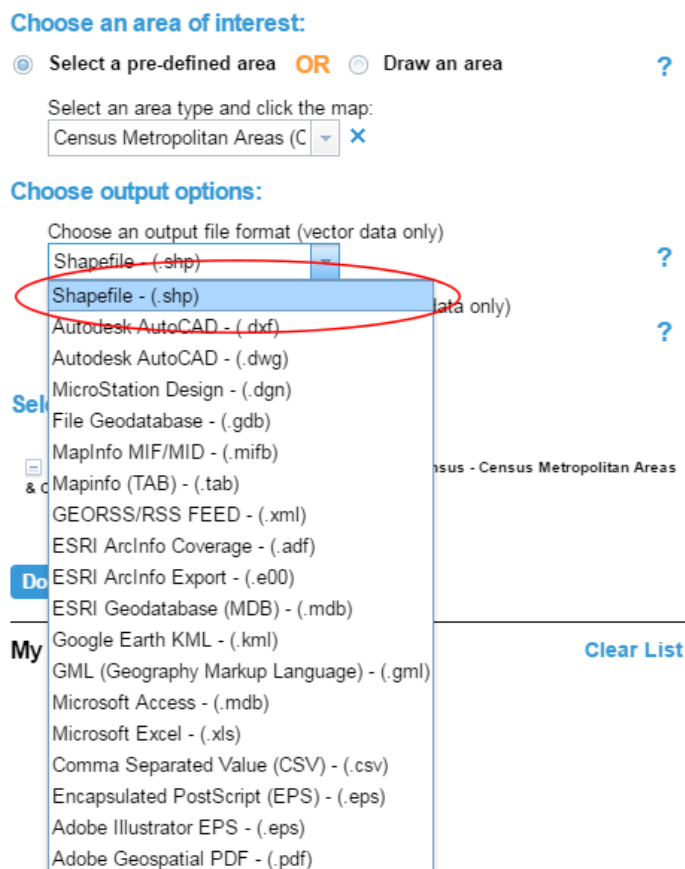 Choose an area of interest:
Select a pre-defined area OR Draw an area ?
Select an area type and click the map:
Census Metropolitan Areas (C
Choose output options:
Choose an output file format (vector data only)
Shapefile - (.shp) ?
Shapefile - (.shp)
data only)
Autodesk AutoCAD - (.dxf) ?
Autodesk AutoCAD - (.dwg)
MicroStation Design - (.dgn)
Sele
File Geodatabase - (.gdb)
MapInfo MIF/MID - (.mifb)
nsus - Census Metropolitan Areas
& C
Mapinfo (TAB) - (.tab)
GEORSS/RSS FEED - (.xml)
ESRI ArcInfo Coverage - (.adf)
Do
ESRI ArcInfo Export - (.e00)
ESRI Geodatabase (MDB) - (.mdb)
My
Google Earth KML - (.kml)
Clear List
GML (Geography Markup Language) - (.gml)
Microsoft Access - (.mdb)
Microsoft Excel - (.xls)
Comma Separated Value (CSV) - (.csv)
Encapsulated PostScript (EPS) - (.eps)
Adobe Illustrator EPS - (.eps)
Adobe Geospatial PDF - (.pdf)